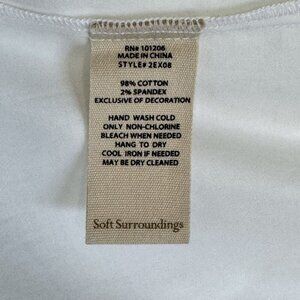 RN# 101206
MADE IN CHINA
STYLE# 2EX08
98% COTTON
2% SPANDEX
EXCLUSIVE OF DECORATION
HAND WASH COLD
ONLY NON-CHLORINE
BLEACH WHEN NEEDED
HANG TO DRY
COOL IRON IF NEEDED
MAY BE DRY CLEANED
Soft Surroundings